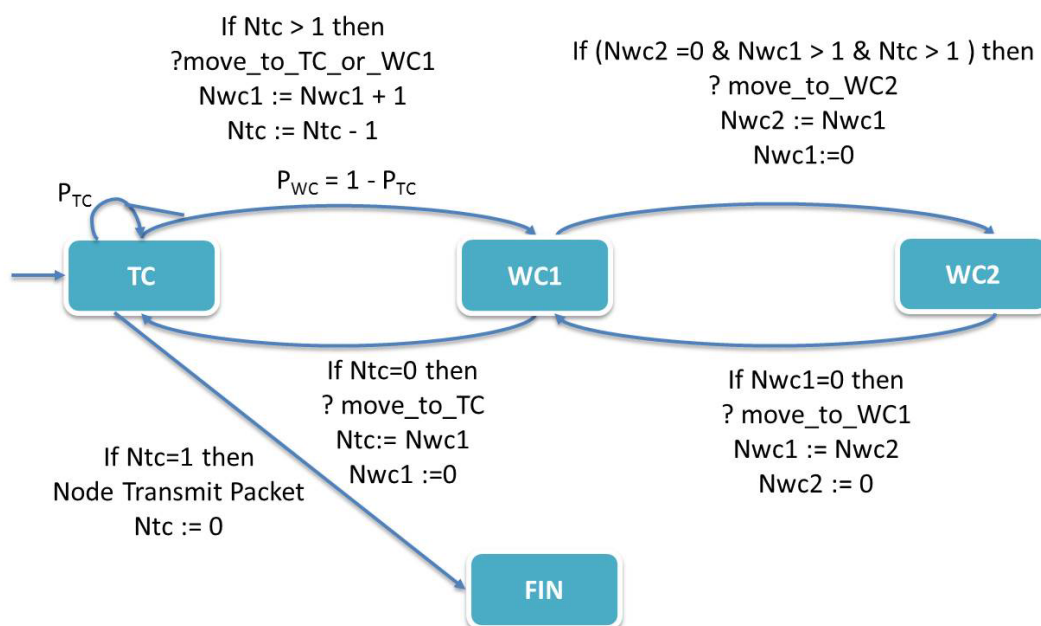 If Ntc > 1 then
?move_to_TC_or_WC1
Nwc1 := Nwc1 + 1
Ntc := Ntc - 1
If (Nwc2 =0 & Nwc1 > 1 & Ntc > 1 ) then
? move_to_WC2
Nwc2 := Nwc1
Nwc1:=0
PTC
PWC = 1 - PTC
TC
WC1
WC2
If Ntc=0 then
? move_to_TC
Ntc:= Nwc1
Nwc1 :=0
If Nwc1=0 then
? move_to_WC1
Nwc1 := Nwc2
Nwc2 := 0
If Ntc=1 then
Node Transmit Packet
Ntc := 0
FIN